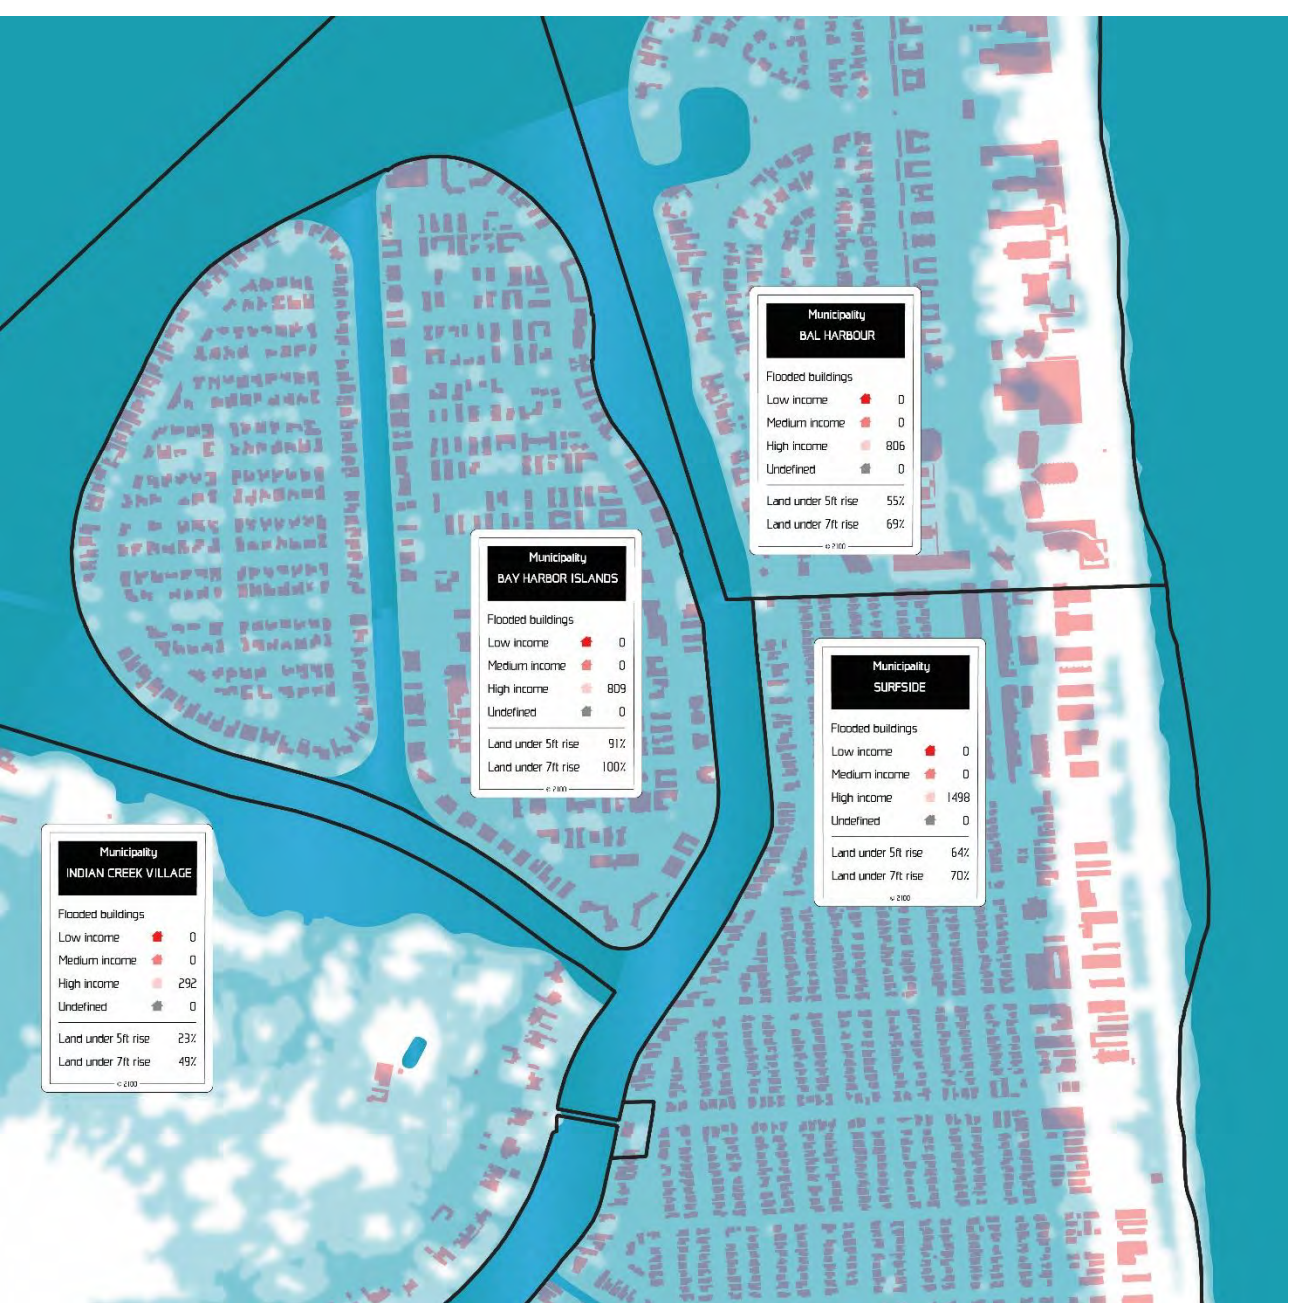 Municipality
BAL HARBOUR
Flooded buildings
Low income 0
Medium income 0
High income 806
Undefined 0
Land under 5ft rise 55%
Land under 7ft rise 69%
© 2100
Municipality
BAY HARBOR ISLANDS
Flooded buildings
Low income 0
Medium income 0
High income 809
Undefined 0
Land under 5ft rise 91%
Land under 7ft rise 100%
© 2100
Municipality
SURFSIDE
Flooded buildings
Low income 0
Medium income 0
High income 1498
Undefined 0
Land under 5ft rise 64%
Land under 7ft rise 70%
© 2100
Municipality
INDIAN CREEK VILLAGE
Flooded buildings
Low income 0
Medium income 0
High income 292
Undefined 0
Land under 5ft rise 23%
Land under 7ft rise 49%
© 2100